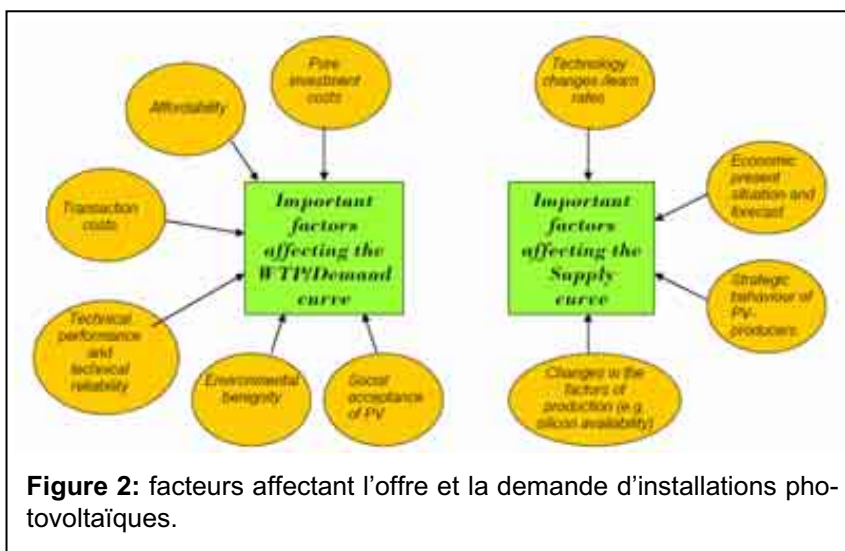 Pure
investment
costs
Affordability
Transaction
costs
Technical
performance
and
technical
reliability
Environmental
benignity
Social
acceptance
of PV
Important
factors
affecting the
WTP/Demand
curve
Technology
changes /learn
rates
Economic
present
situation and
forecast
Strategic
behaviour of
PV-
producers
Changes in the
factors of
production (e.g.
silicon availability)
Important
factors
affecting the
Supply
curve
Figure 2: facteurs affectant l’offre et la demande d’installations pho-
tovoltaïques.